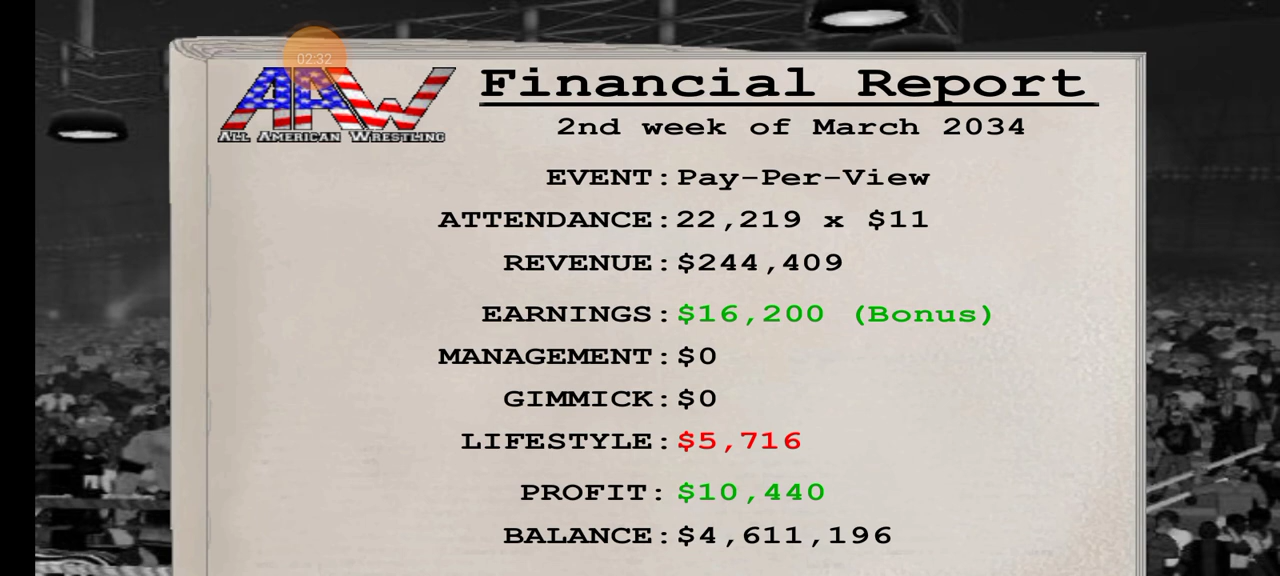 02:32
AAW
ALL AMERICAN WRESTLING
Financial Report
2nd week of March 2034
EVENT: Pay-Per-View
ATTENDANCE: 22,219 x $11
REVENUE: $244,409
EARNINGS: $16,200 (Bonus)
MANAGEMENT: $0
GIMMICK: $0
LIFESTYLE: $5,716
PROFIT: $10,440
BALANCE: $4,611,196